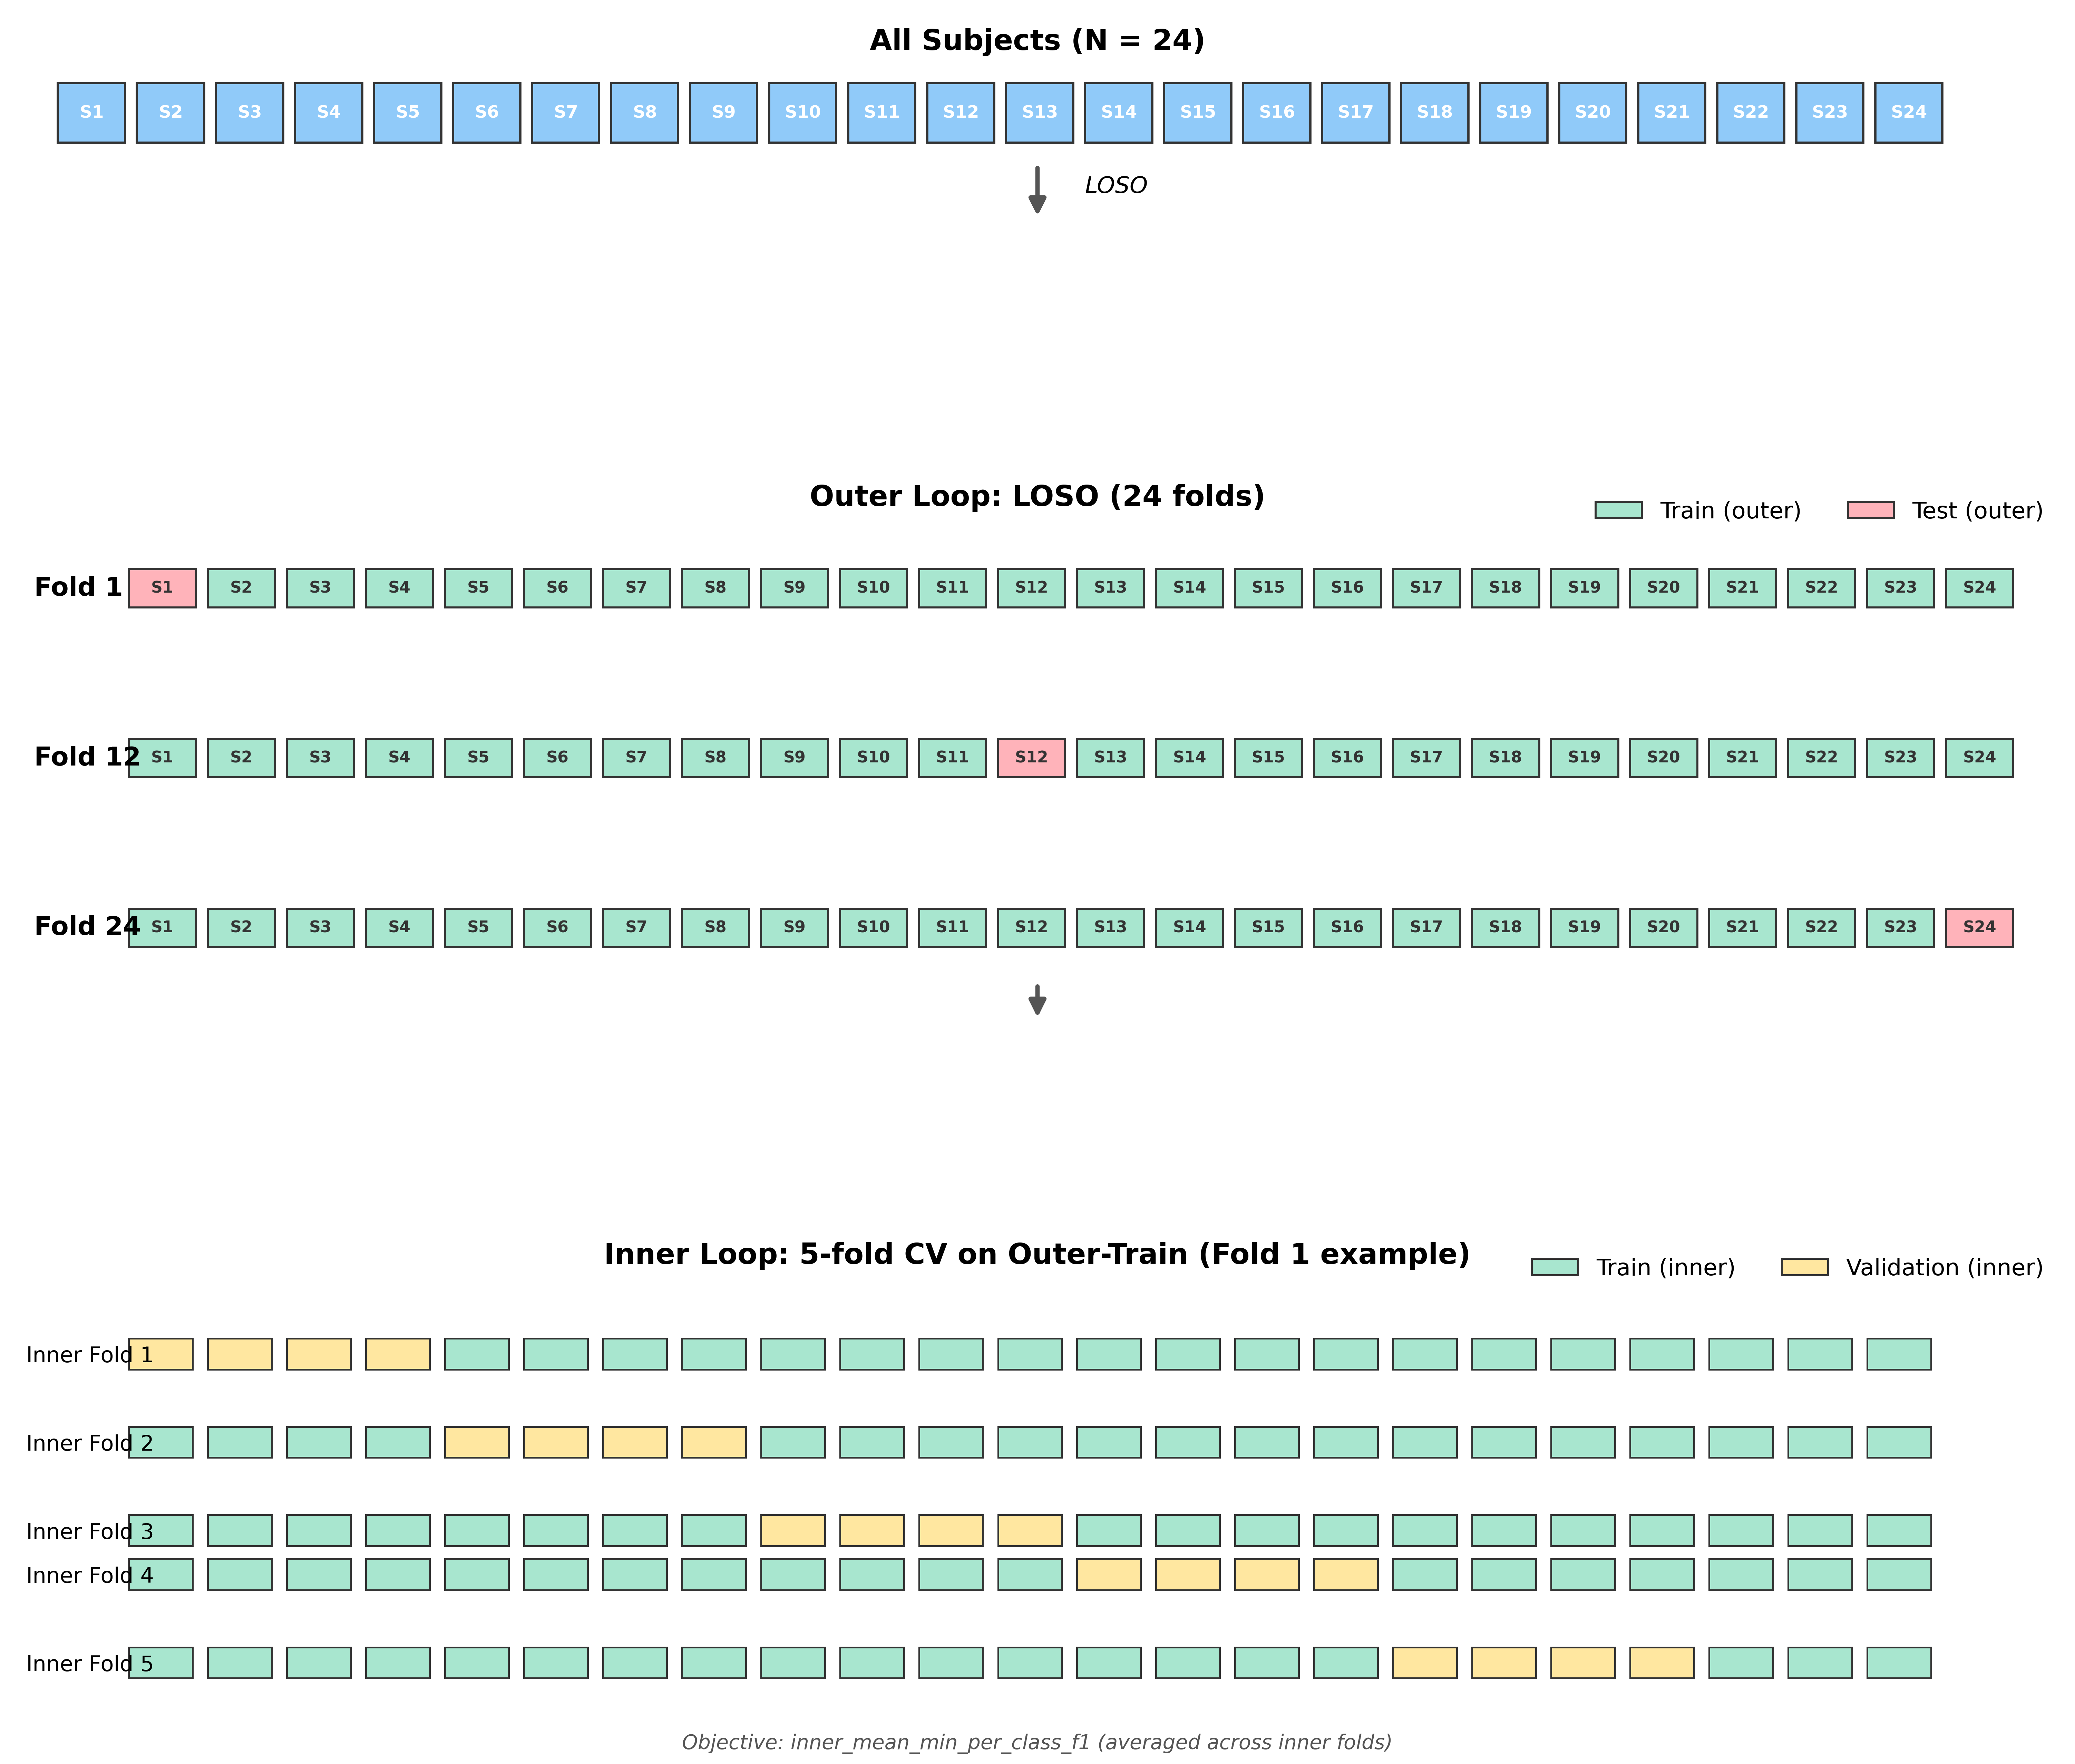 All Subjects (N = 24)
S1 S2 S3 S4 S5 S6 S7 S8 S9 S10 S11 S12 S13 S14 S15 S16 S17 S18 S19 S20 S21 S22 S23 S24
LOSO
Outer Loop: LOSO (24 folds)
Train (outer) Test (outer)
Fold 1 S1 S2 S3 S4 S5 S6 S7 S8 S9 S10 S11 S12 S13 S14 S15 S16 S17 S18 S19 S20 S21 S22 S23 S24
Fold 12 S1 S2 S3 S4 S5 S6 S7 S8 S9 S10 S11 S12 S13 S14 S15 S16 S17 S18 S19 S20 S21 S22 S23 S24
Fold 24 S1 S2 S3 S4 S5 S6 S7 S8 S9 S10 S11 S12 S13 S14 S15 S16 S17 S18 S19 S20 S21 S22 S23 S24
Inner Loop: 5-fold CV on Outer-Train (Fold 1 example)
Train (inner) Validation (inner)
Inner Fold 1
Inner Fold 2
Inner Fold 3
Inner Fold 4
Inner Fold 5
Objective: inner_mean_min_per_class_f1 (averaged across inner folds)